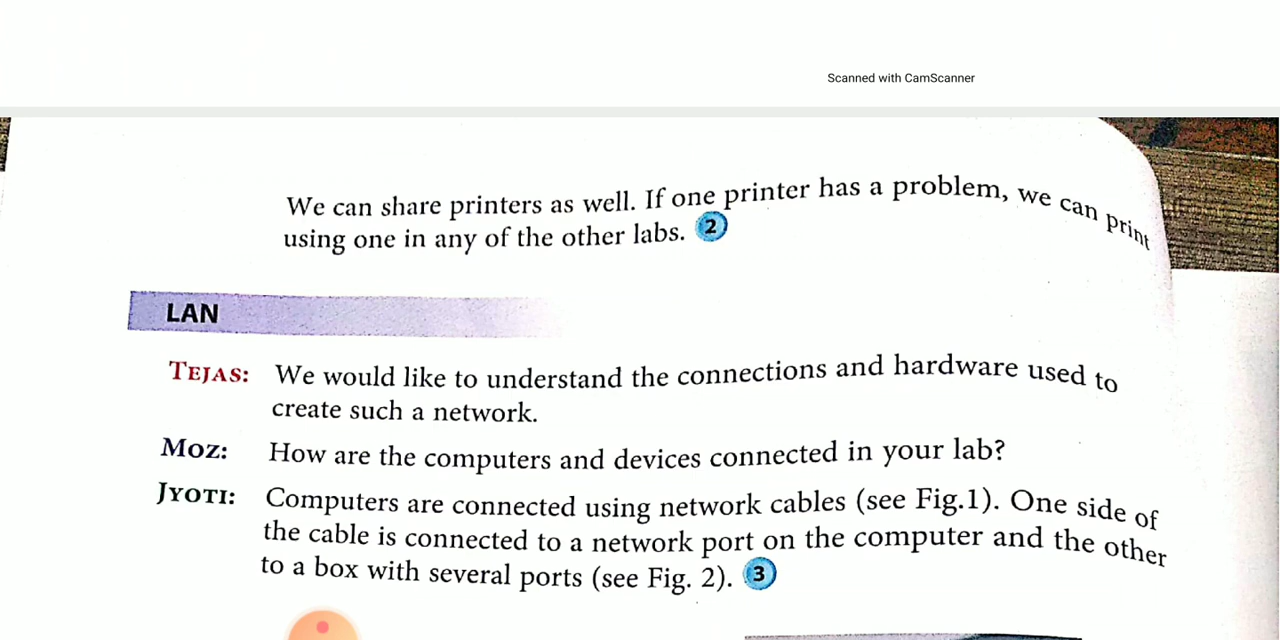 Scanned with CamScanner
We can share printers as well. If one printer has a problem, we can print
using one in any of the other labs. 2
LAN
TEJAS: We would like to understand the connections and hardware used to
create such a network.
MOZ: How are the computers and devices connected in your lab?
JYOTI: Computers are connected using network cables (see Fig.1). One side of
the cable is connected to a network port on the computer and the other
to a box with several ports (see Fig. 2). 3